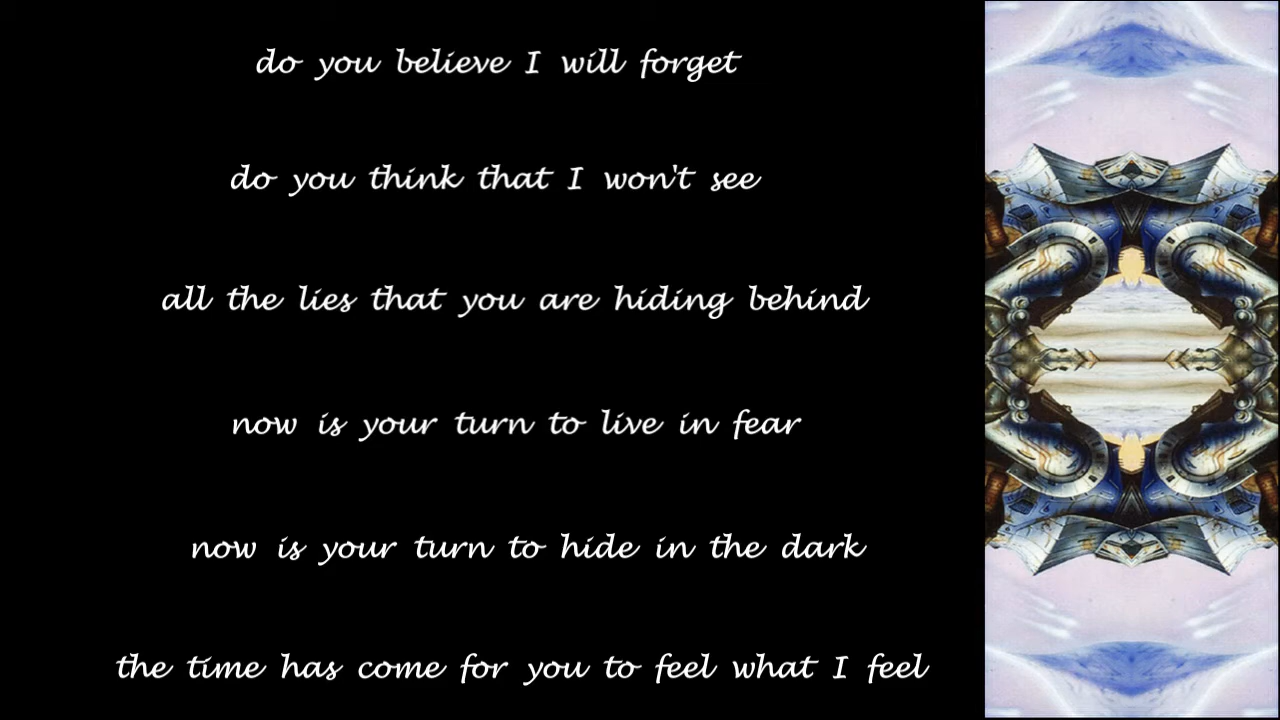 do you believe I will forget
do you think that I won't see
all the lies that you are hiding behind
now is your turn to live in fear
now is your turn to hide in the dark
the time has come for you to feel what I feel